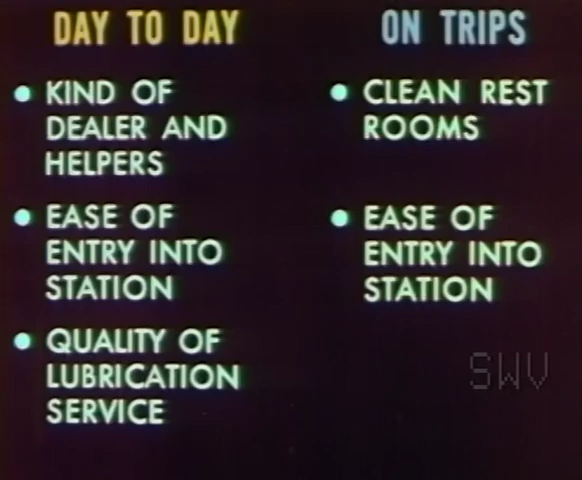 DAY TO DAY
• KIND OF
DEALER AND
HELPERS
• EASE OF
ENTRY INTO
STATION
• QUALITY OF
LUBRICATION
SERVICE
ON TRIPS
• CLEAN REST
ROOMS
• EASE OF
ENTRY INTO
STATION
SWV